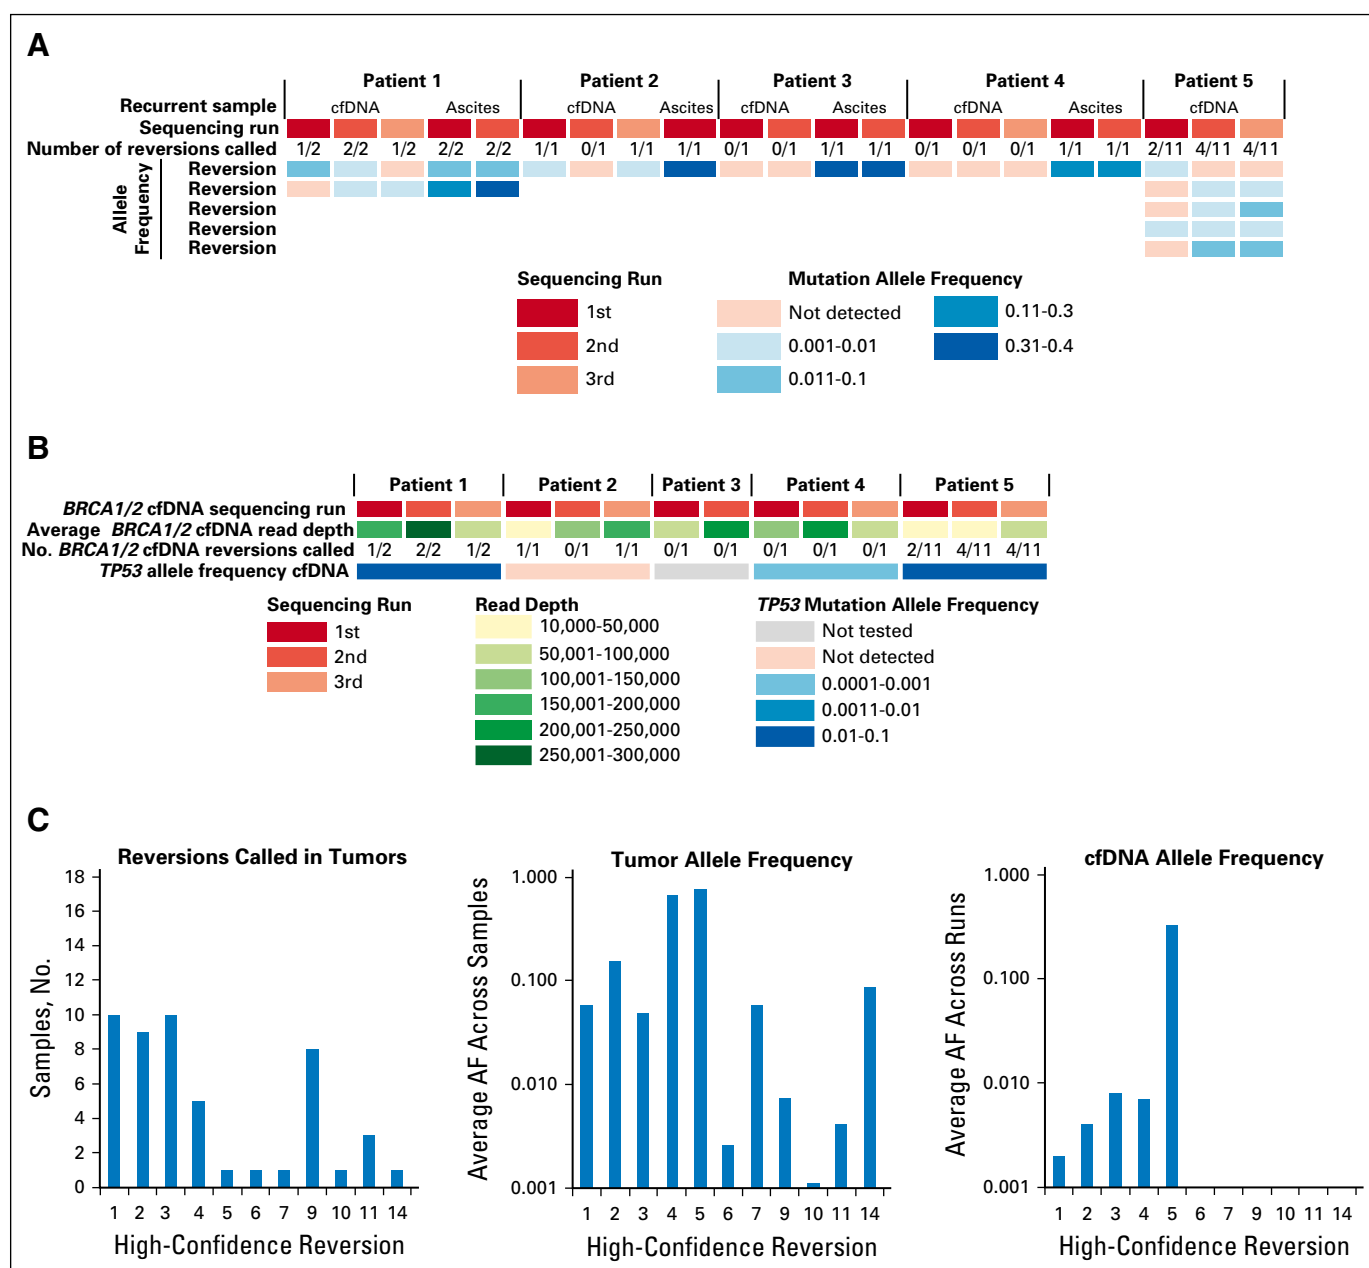 A
Patient 1 Patient 2 Patient 3 Patient 4 Patient 5
Recurrent sample cfDNA Ascites cfDNA Ascites cfDNA Ascites cfDNA Ascites cfDNA
Sequencing run
Number of reversions called 1/2 2/2 1/2 2/2 2/2 1/1 0/1 1/1 1/1 0/1 0/1 1/1 1/1 0/1 0/1 0/1 1/1 1/1 2/11 4/11 4/11
Allele Frequency
Reversion
Reversion
Reversion
Reversion
Reversion
Sequencing Run
1st
2nd
3rd
Mutation Allele Frequency
Not detected
0.001-0.01
0.011-0.1
0.11-0.3
0.31-0.4
B
Patient 1 Patient 2 Patient 3 Patient 4 Patient 5
BRCA1/2 cfDNA sequencing run
Average BRCA1/2 cfDNA read depth
No. BRCA1/2 cfDNA reversions called 1/2 2/2 1/2 1/1 0/1 1/1 0/1 0/1 0/1 0/1 0/1 2/11 4/11 4/11
TP53 allele frequency cfDNA
Sequencing Run
1st
2nd
3rd
Read Depth
10,000-50,000
50,001-100,000
100,001-150,000
150,001-200,000
200,001-250,000
250,001-300,000
TP53 Mutation Allele Frequency
Not tested
Not detected
0.0001-0.001
0.0011-0.01
0.01-0.1
C
Reversions Called in Tumors
Samples, No.
18
16
14
12
10
8
6
4
2
0
1 2 3 4 5 6 7 9 10 11 14
High-Confidence Reversion
Tumor Allele Frequency
Average AF Across Samples
1.000
0.100
0.010
0.001
1 2 3 4 5 6 7 9 10 11 14
High-Confidence Reversion
cfDNA Allele Frequency
Average AF Across Runs
1.000
0.100
0.010
0.001
1 2 3 4 5 6 7 9 10 11 14
High-Confidence Reversion